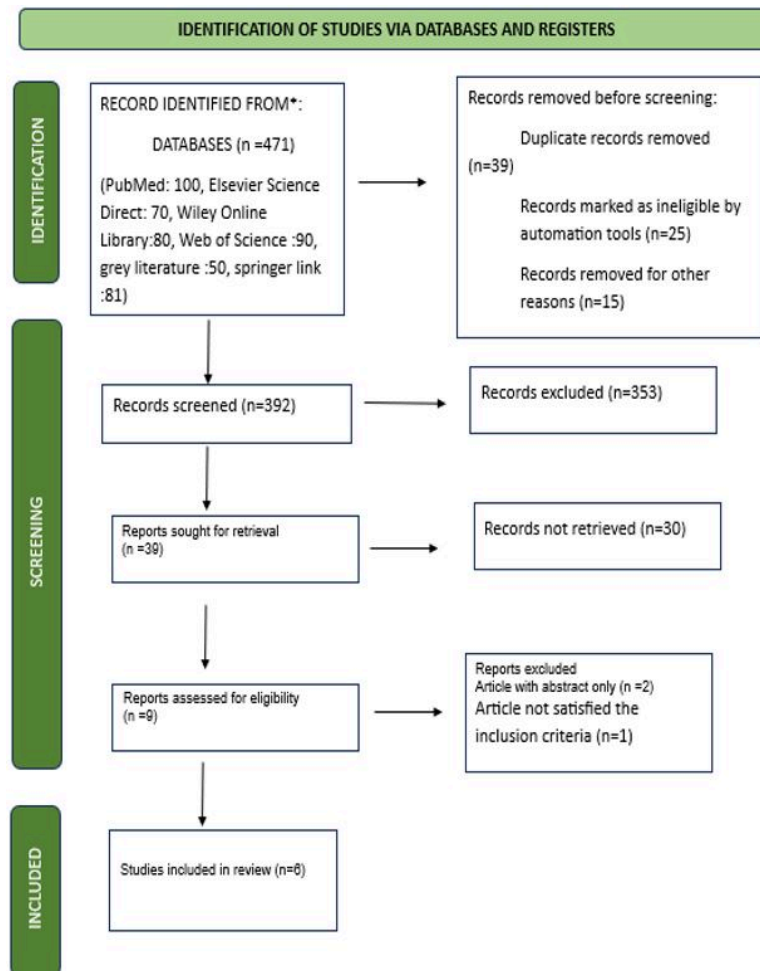 IDENTIFICATION OF STUDIES VIA DATABASES AND REGISTERS
IDENTIFICATION
RECORD IDENTIFIED FROM*:
DATABASES (n =471)
(PubMed: 100, Elsevier Science
Direct: 70, Wiley Online
Library:80, Web of Science :90,
grey literature :50, springer link
:81)
Records removed before screening:
Duplicate records removed
(n=39)
Records marked as ineligible by
automation tools (n=25)
Records removed for other
reasons (n=15)
SCREENING
Records screened (n=392)
Records excluded (n=353)
Reports sought for retrieval
(n =39)
Records not retrieved (n=30)
Reports assessed for eligibility
(n =9)
Reports excluded
Article with abstract only (n =2)
Article not satisfied the
inclusion criteria (n=1)
INCLUDED
Studies included in review (n=6)